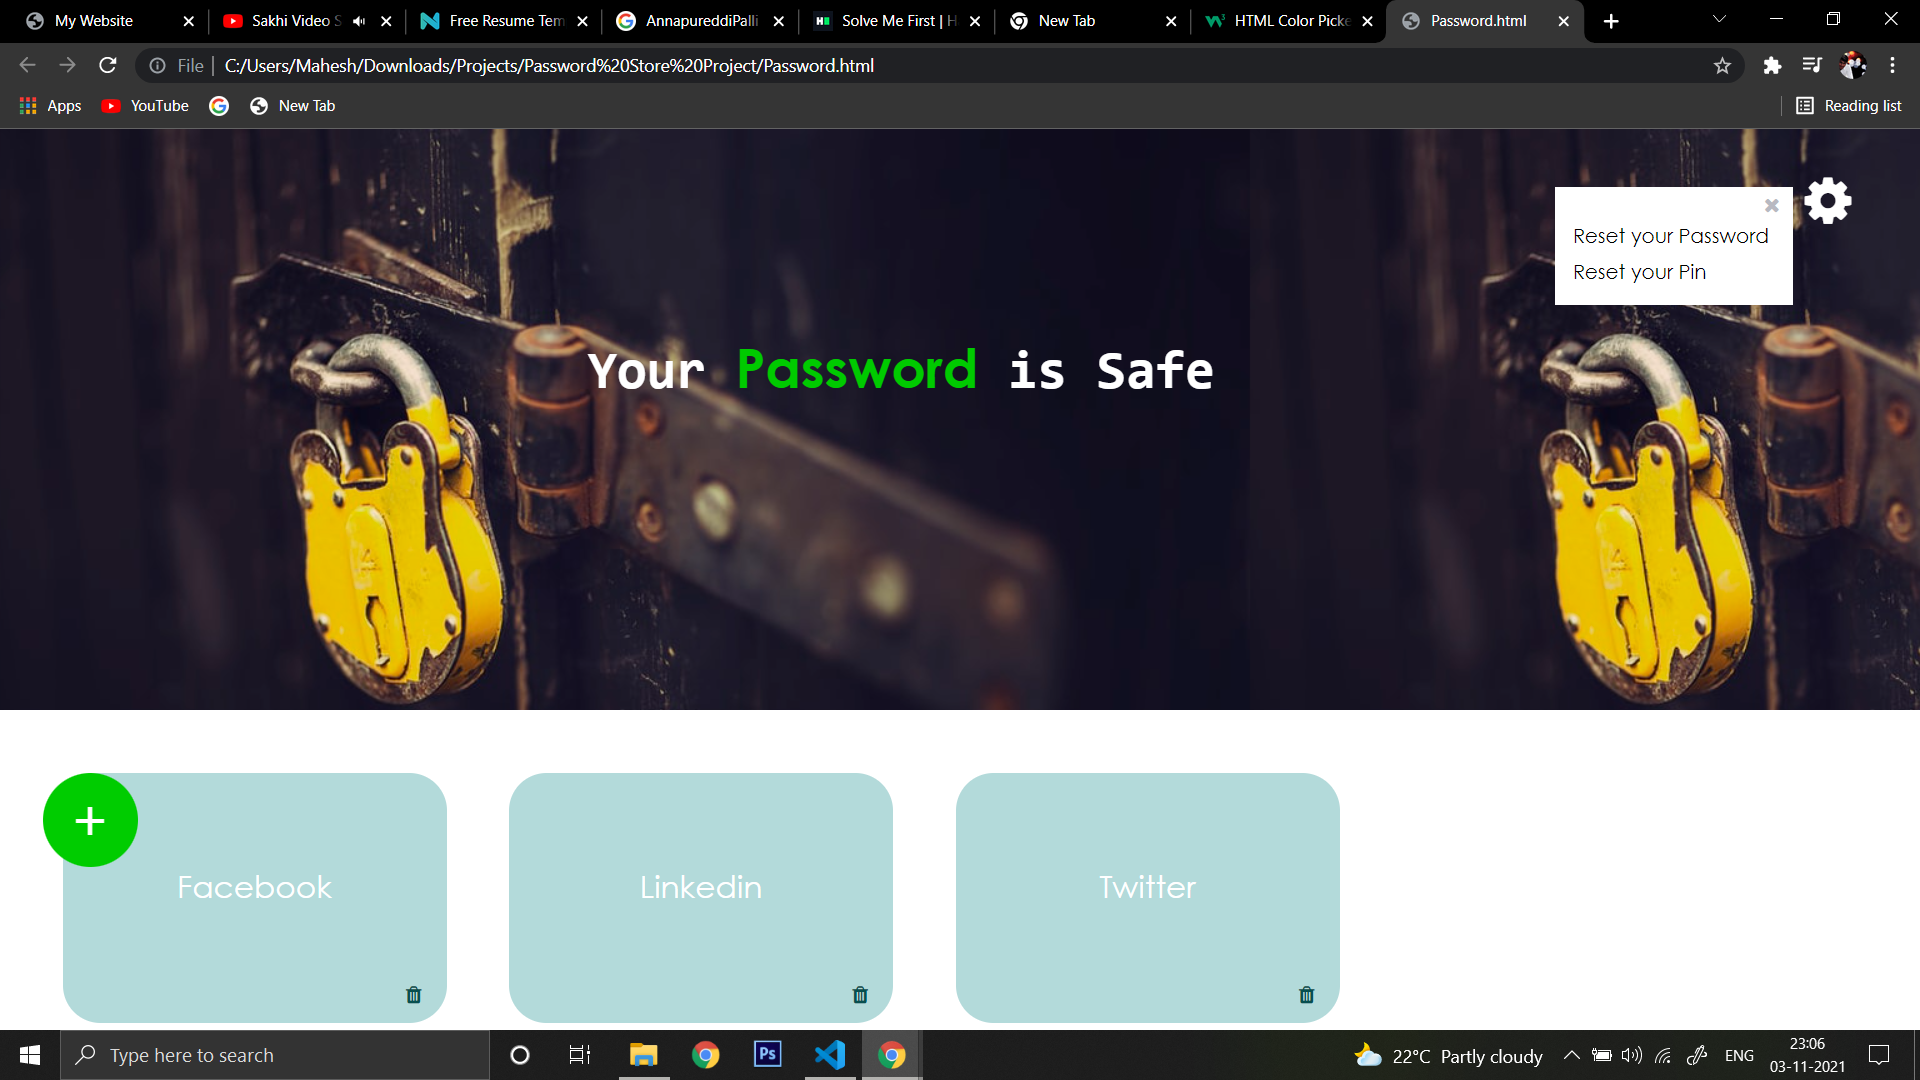 My Website
Sakhi Video S
Free Resume Tem
AnnapureddiPalli
Solve Me First | H
New Tab
HTML Color Picke
Password.html
File | C:/Users/Mahesh/Downloads/Projects/Password%20Store%20Project/Password.html
Apps
YouTube
New Tab
Reading list
Reset your Password
Reset your Pin
Your Password is Safe
+
Facebook
Linkedin
Twitter
Type here to search
Ps
22°C Partly cloudy
ENG
23:06
03-11-2021